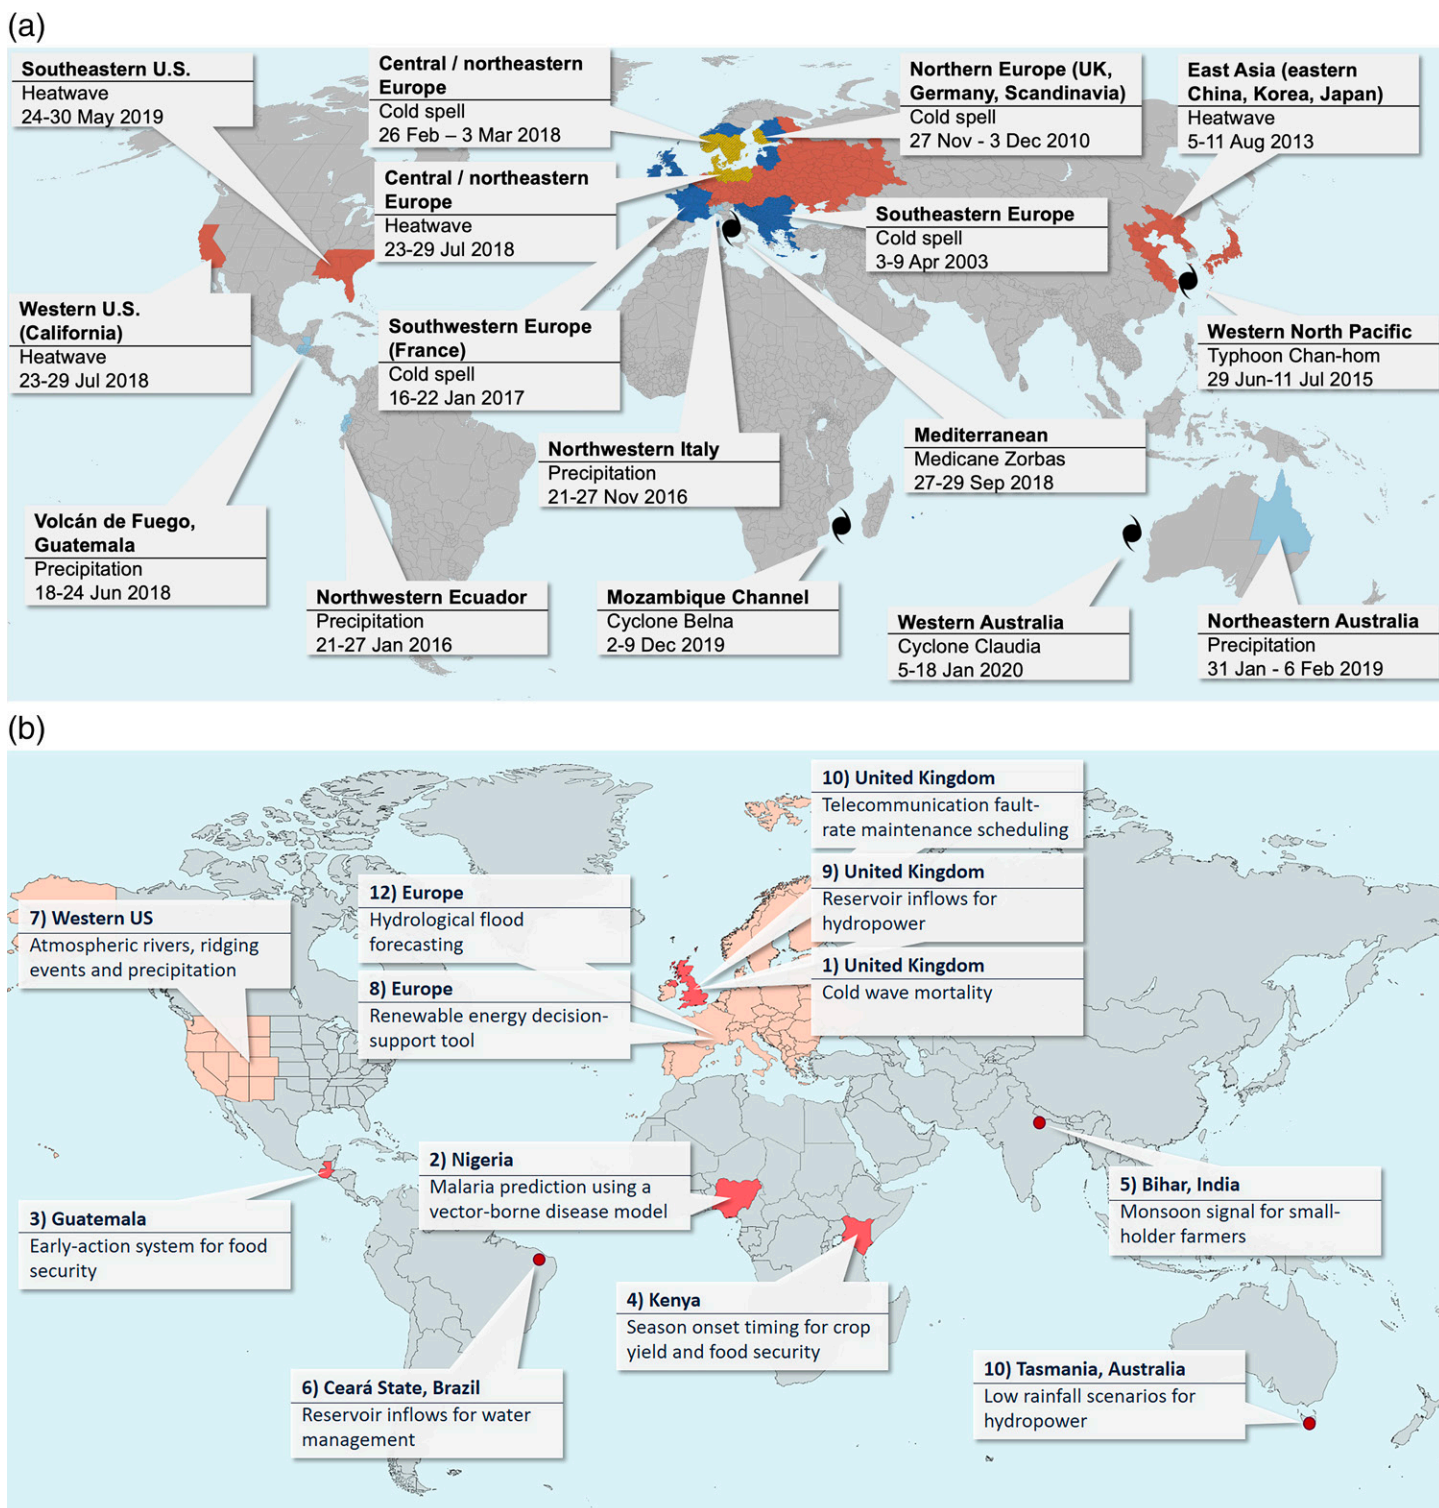 (a)
Southeastern U.S.
Heatwave
24-30 May 2019
Central / northeastern
Europe
Cold spell
26 Feb – 3 Mar 2018
Northern Europe (UK,
Germany, Scandinavia)
Cold spell
27 Nov - 3 Dec 2010
East Asia (eastern
China, Korea, Japan)
Heatwave
5-11 Aug 2013
Central / northeastern
Europe
Heatwave
23-29 Jul 2018
Southeastern Europe
Cold spell
3-9 Apr 2003
Western U.S.
(California)
Heatwave
23-29 Jul 2018
Southwestern Europe
(France)
Cold spell
16-22 Jan 2017
Western North Pacific
Typhoon Chan-hom
29 Jun-11 Jul 2015
Northwestern Italy
Precipitation
21-27 Nov 2016
Mediterranean
Medicane Zorbas
27-29 Sep 2018
Volcán de Fuego,
Guatemala
Precipitation
18-24 Jun 2018
Northwestern Ecuador
Precipitation
21-27 Jan 2016
Mozambique Channel
Cyclone Belna
2-9 Dec 2019
Western Australia
Cyclone Claudia
5-18 Jan 2020
Northeastern Australia
Precipitation
31 Jan - 6 Feb 2019
(b)
10) United Kingdom
Telecommunication fault-
rate maintenance scheduling
9) United Kingdom
Reservoir inflows for
hydropower
1) United Kingdom
Cold wave mortality
12) Europe
Hydrological flood
forecasting
8) Europe
Renewable energy decision-
support tool
7) Western US
Atmospheric rivers, ridging
events and precipitation
2) Nigeria
Malaria prediction using a
vector-borne disease model
5) Bihar, India
Monsoon signal for small-
holder farmers
3) Guatemala
Early-action system for food
security
4) Kenya
Season onset timing for crop
yield and food security
6) Ceará State, Brazil
Reservoir inflows for water
management
10) Tasmania, Australia
Low rainfall scenarios for
hydropower